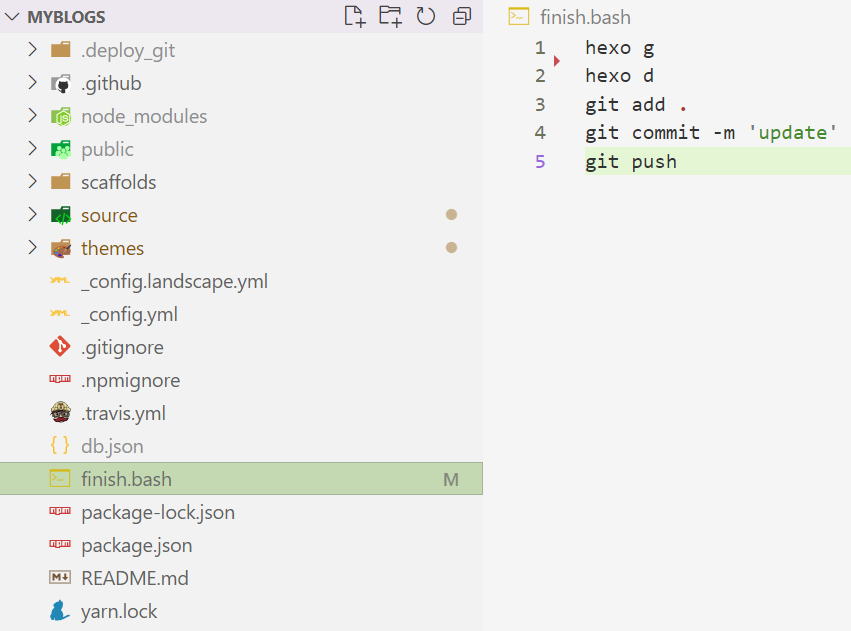 MYBLOGS
.deploy_git
.github
node_modules
public
scaffolds
source
themes
_config.landscape.yml
_config.yml
.gitignore
.npmignore
.travis.yml
db.json
finish.bash M
package-lock.json
package.json
README.md
yarn.lock
finish.bash
1 hexo g
2 hexo d
3 git add .
4 git commit -m 'update'
5 git push